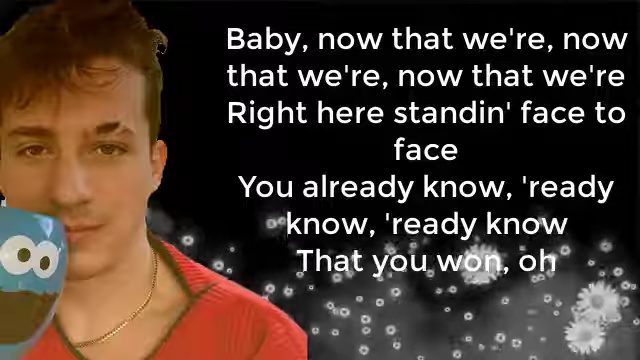 Baby, now that we're, now
that we're, now that we're
Right here standin' face to
face
You already know, 'ready
know, 'ready know
That you won, oh